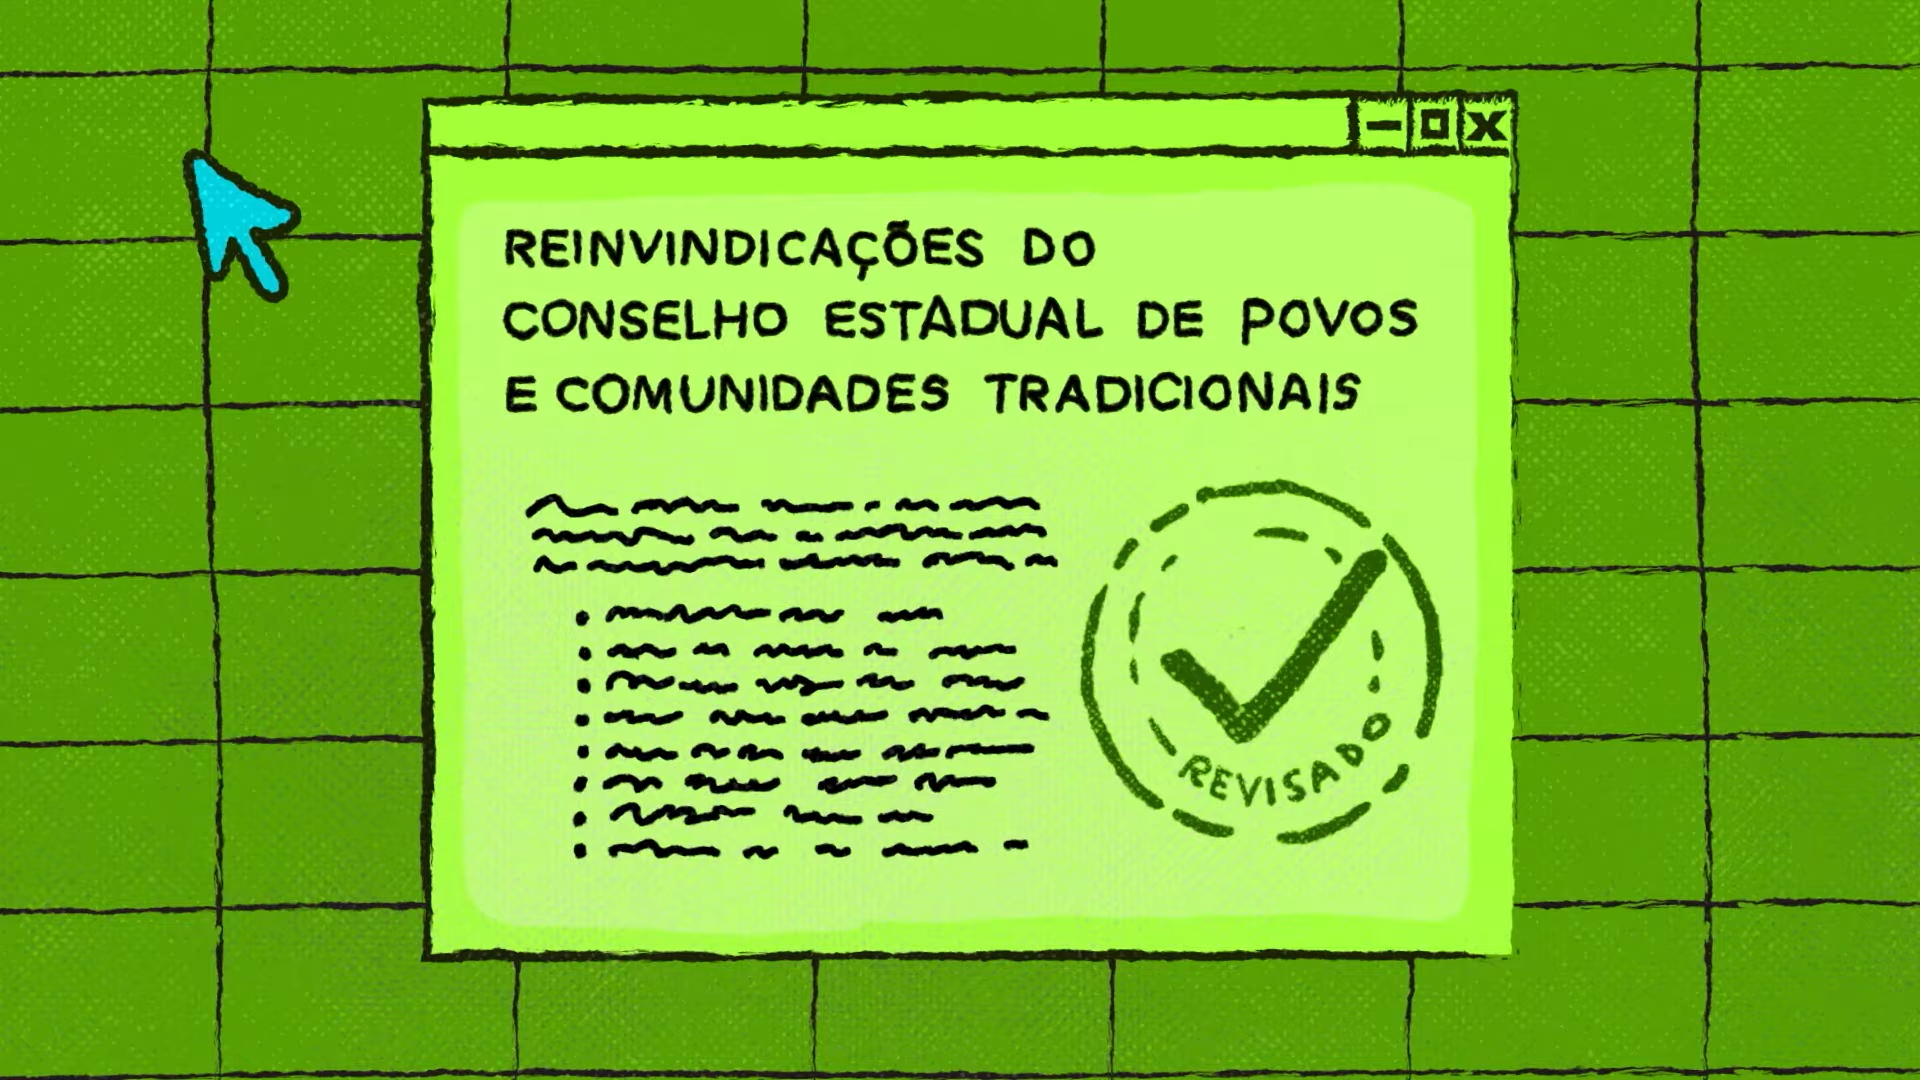 REINVINDICAÇÕES DO
CONSELHO ESTADUAL DE POVOS
E COMUNIDADES TRADICIONAIS
REVISADO